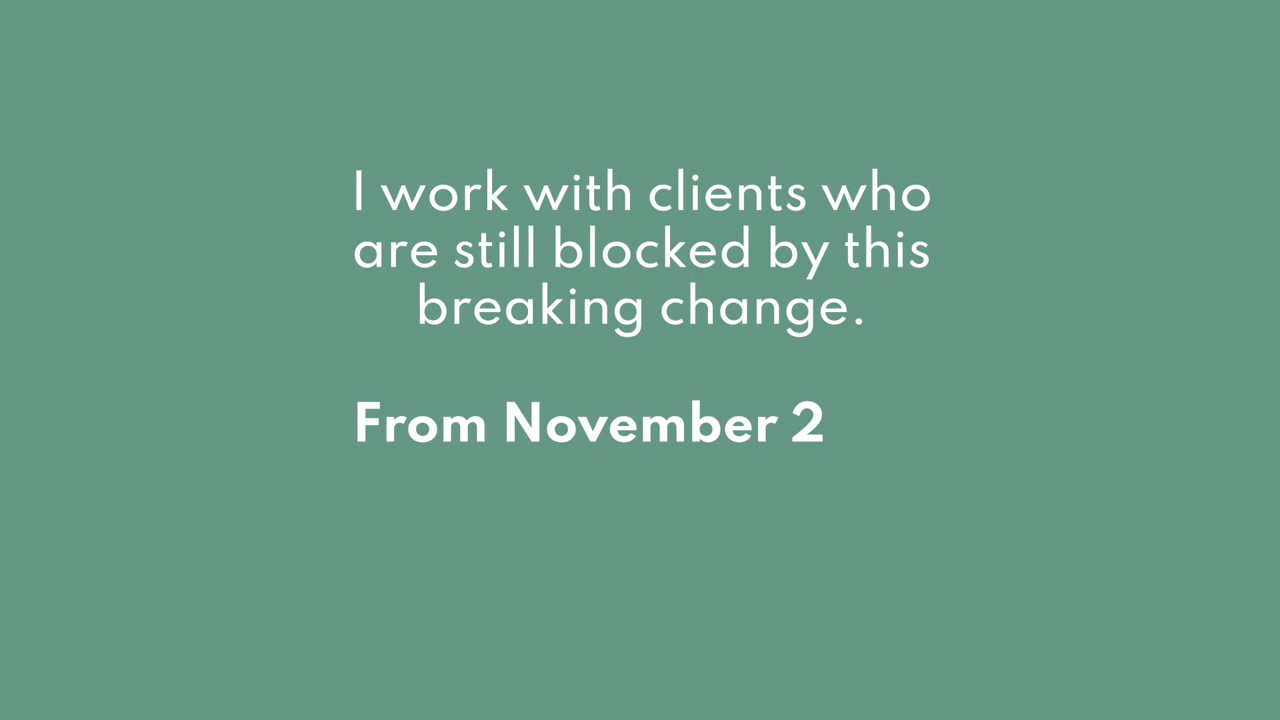 I work with clients who
are still blocked by this
breaking change.
From November 2